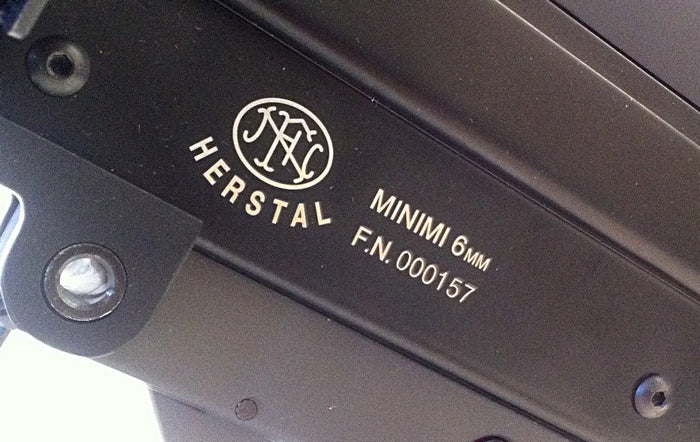 FN
HERSTAL
MINIMI 6MM
F.N. 000157